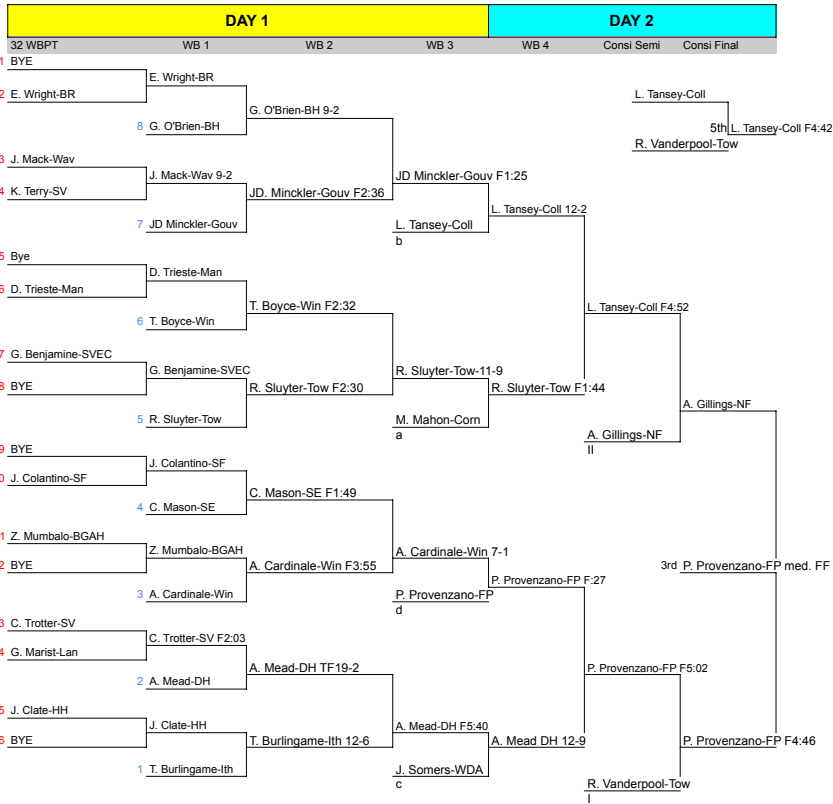 DAY 1 DAY 2
32 WBPT WB 1 WB 2 WB 3 WB 4 Consi Semi Consi Final
1 BYE
E. Wright-BR
2 E. Wright-BR
L. Tansey-Coll
G. O'Brien-BH 9-2
8 G. O'Brien-BH
5th L. Tansey-Coll F4:42
R. Vanderpool-Tow
3 J. Mack-Wav
J. Mack-Wav 9-2
JD Minckler-Gouv F1:25
4 K. Terry-SV
JD. Minckler-Gouv F2:36
L. Tansey-Coll 12-2
7 JD Minckler-Gouv
L. Tansey-Coll
b
5 Bye
D. Trieste-Man
6 D. Trieste-Man
T. Boyce-Win F2:32
L. Tansey-Coll F4:52
6 T. Boyce-Win
7 G. Benjamine-SVEC
G. Benjamine-SVEC
R. Sluyter-Tow-11-9
8 BYE
R. Sluyter-Tow F2:30
R. Sluyter-Tow F1:44
A. Gillings-NF
5 R. Sluyter-Tow
M. Mahon-Corn
a
A. Gillings-NF
II
9 BYE
J. Colantino-SF
0 J. Colantino-SF
C. Mason-SE F1:49
4 C. Mason-SE
1 Z. Mumbalo-BGAH
Z. Mumbalo-BGAH
A. Cardinale-Win 7-1
2 BYE
A. Cardinale-Win F3:55
3rd P. Provenzano-FP med. FF
P. Provenzano-FP F:27
3 A. Cardinale-Win
P. Provenzano-FP
d
3 C. Trotter-SV
C. Trotter-SV F2:03
4 G. Marist-Lan
A. Mead-DH TF19-2
P. Provenzano-FP F5:02
2 A. Mead-DH
5 J. Clate-HH
J. Clate-HH
A. Mead-DH F5:40
6 BYE
T. Burlingame-Ith 12-6
A. Mead DH 12-9
P. Provenzano-FP F4:46
1 T. Burlingame-Ith
J. Somers-WDA
c
R. Vanderpool-Tow
I